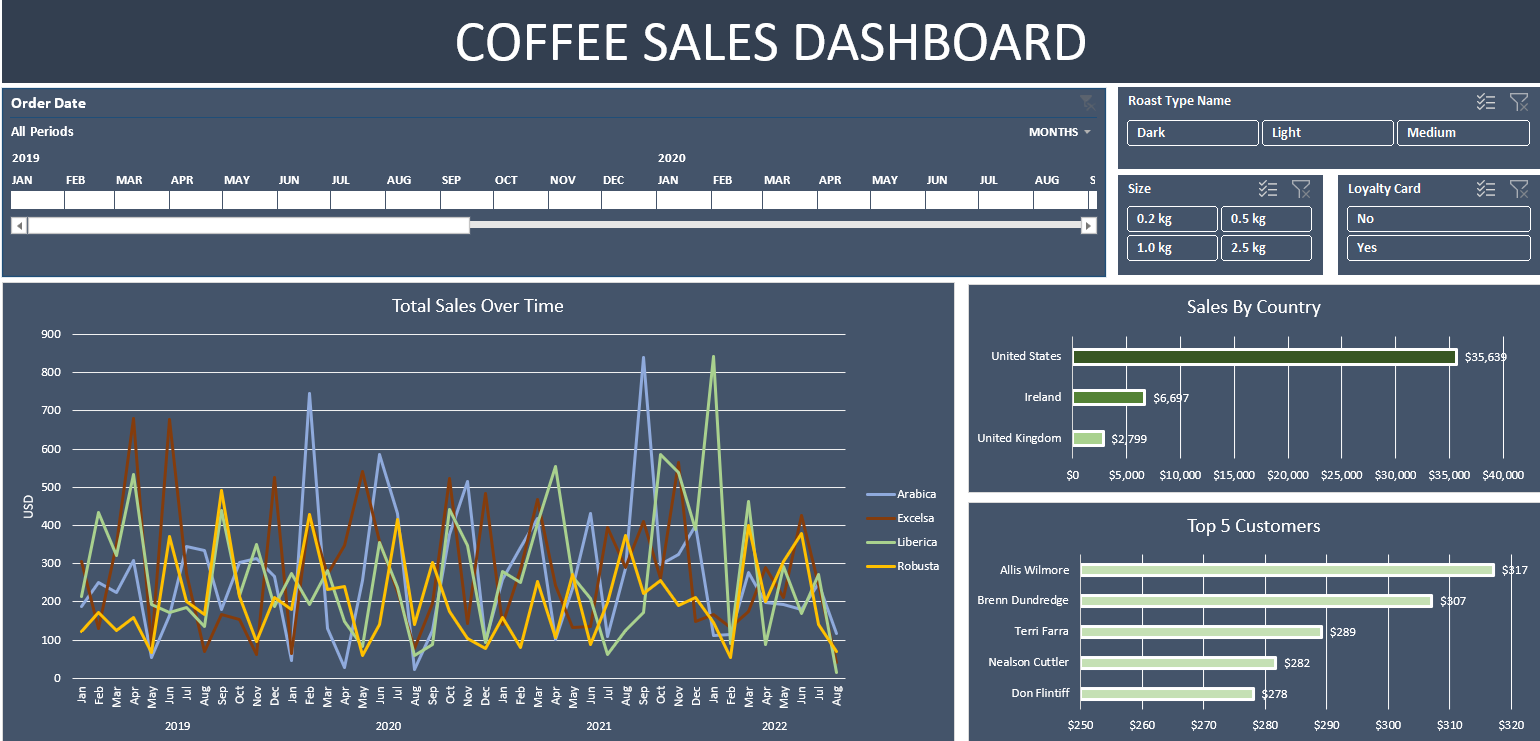 COFFEE SALES DASHBOARD
Order Date
All Periods
MONTHS
2019 2020
JAN FEB MAR APR MAY JUN JUL AUG SEP OCT NOV DEC JAN FEB MAR APR MAY JUN JUL AUG S
Roast Type Name
Dark Light Medium
Size
0.2 kg 0.5 kg
1.0 kg 2.5 kg
Loyalty Card
No
Yes
Total Sales Over Time
900
800
700
600
500
400
300
200
100
0
USD
Jan Feb Mar Apr May Jun Jul Aug Sep Oct Nov Dec Jan Feb Mar Apr May Jun Jul Aug Sep Oct Nov Dec Jan Feb Mar Apr May Jun Jul Aug Sep Oct Nov Dec Jan Feb Mar Apr May Jun Jul Aug
2019 2020 2021 2022
Arabica
Excelsa
Liberica
Robusta
Sales By Country
United States $35,639
Ireland $6,697
United Kingdom $2,799
$0 $5,000 $10,000 $15,000 $20,000 $25,000 $30,000 $35,000 $40,000
Top 5 Customers
Allis Wilmore $317
Brenn Dundredge $307
Terri Farra $289
Nealson Cuttler $282
Don Flintiff $278
$250 $260 $270 $280 $290 $300 $310 $320